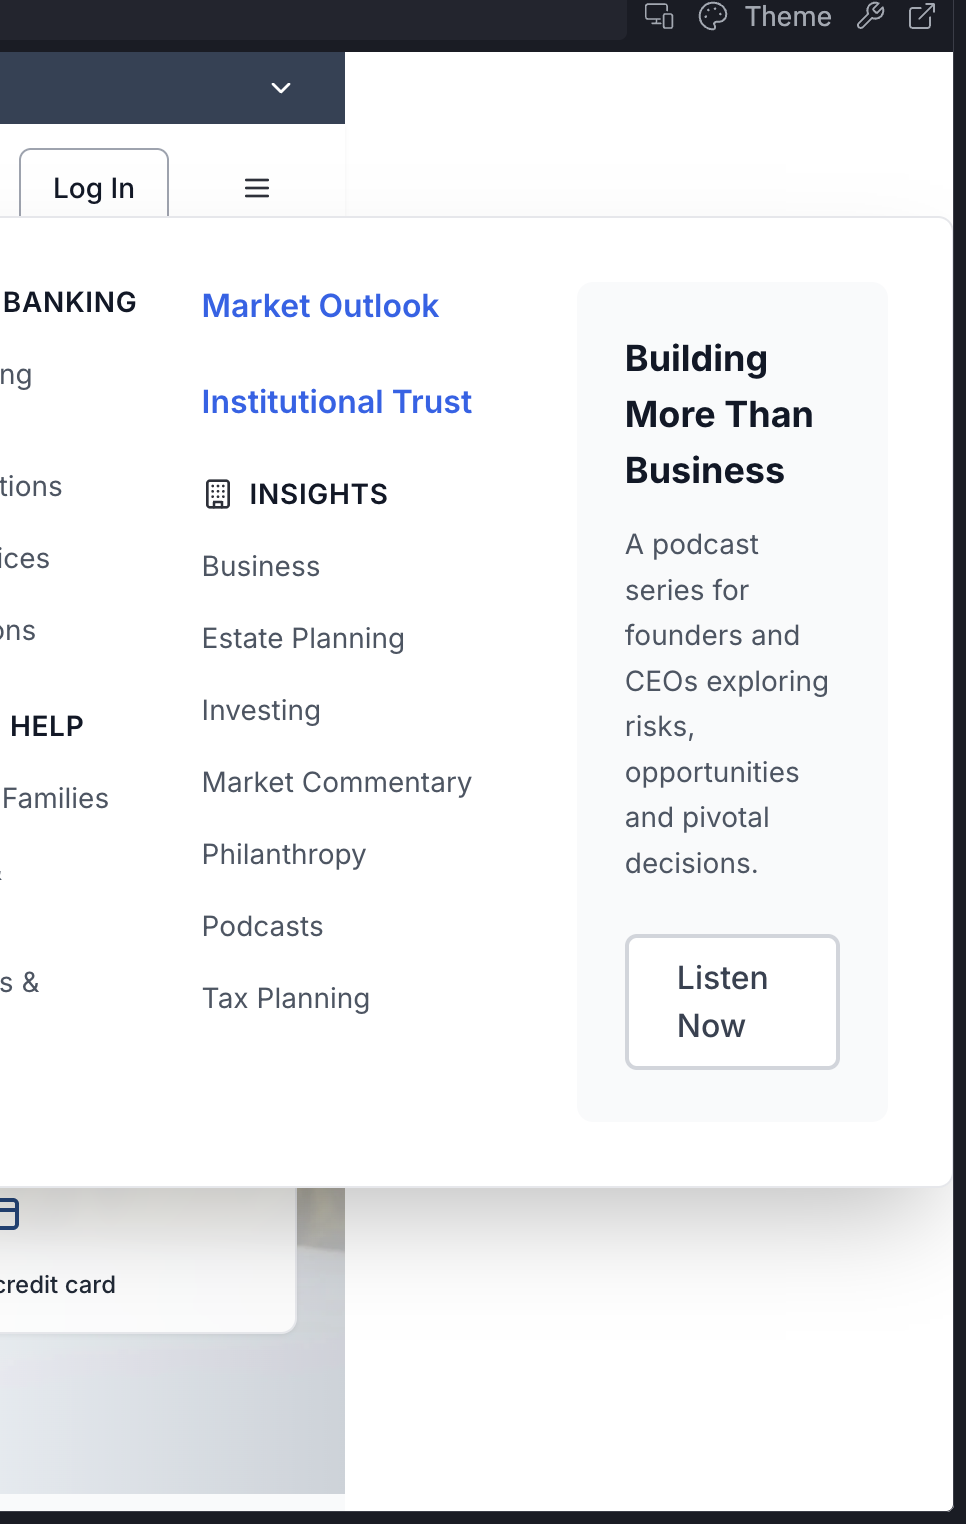 Theme
Log In
BANKING
ng
tions
ices
ons
HELP
Families
&
s &
Market Outlook
Institutional Trust
INSIGHTS
Business
Estate Planning
Investing
Market Commentary
Philanthropy
Podcasts
Tax Planning
Building
More Than
Business
A podcast
series for
founders and
CEOs exploring
risks,
opportunities
and pivotal
decisions.
Listen
Now
credit card